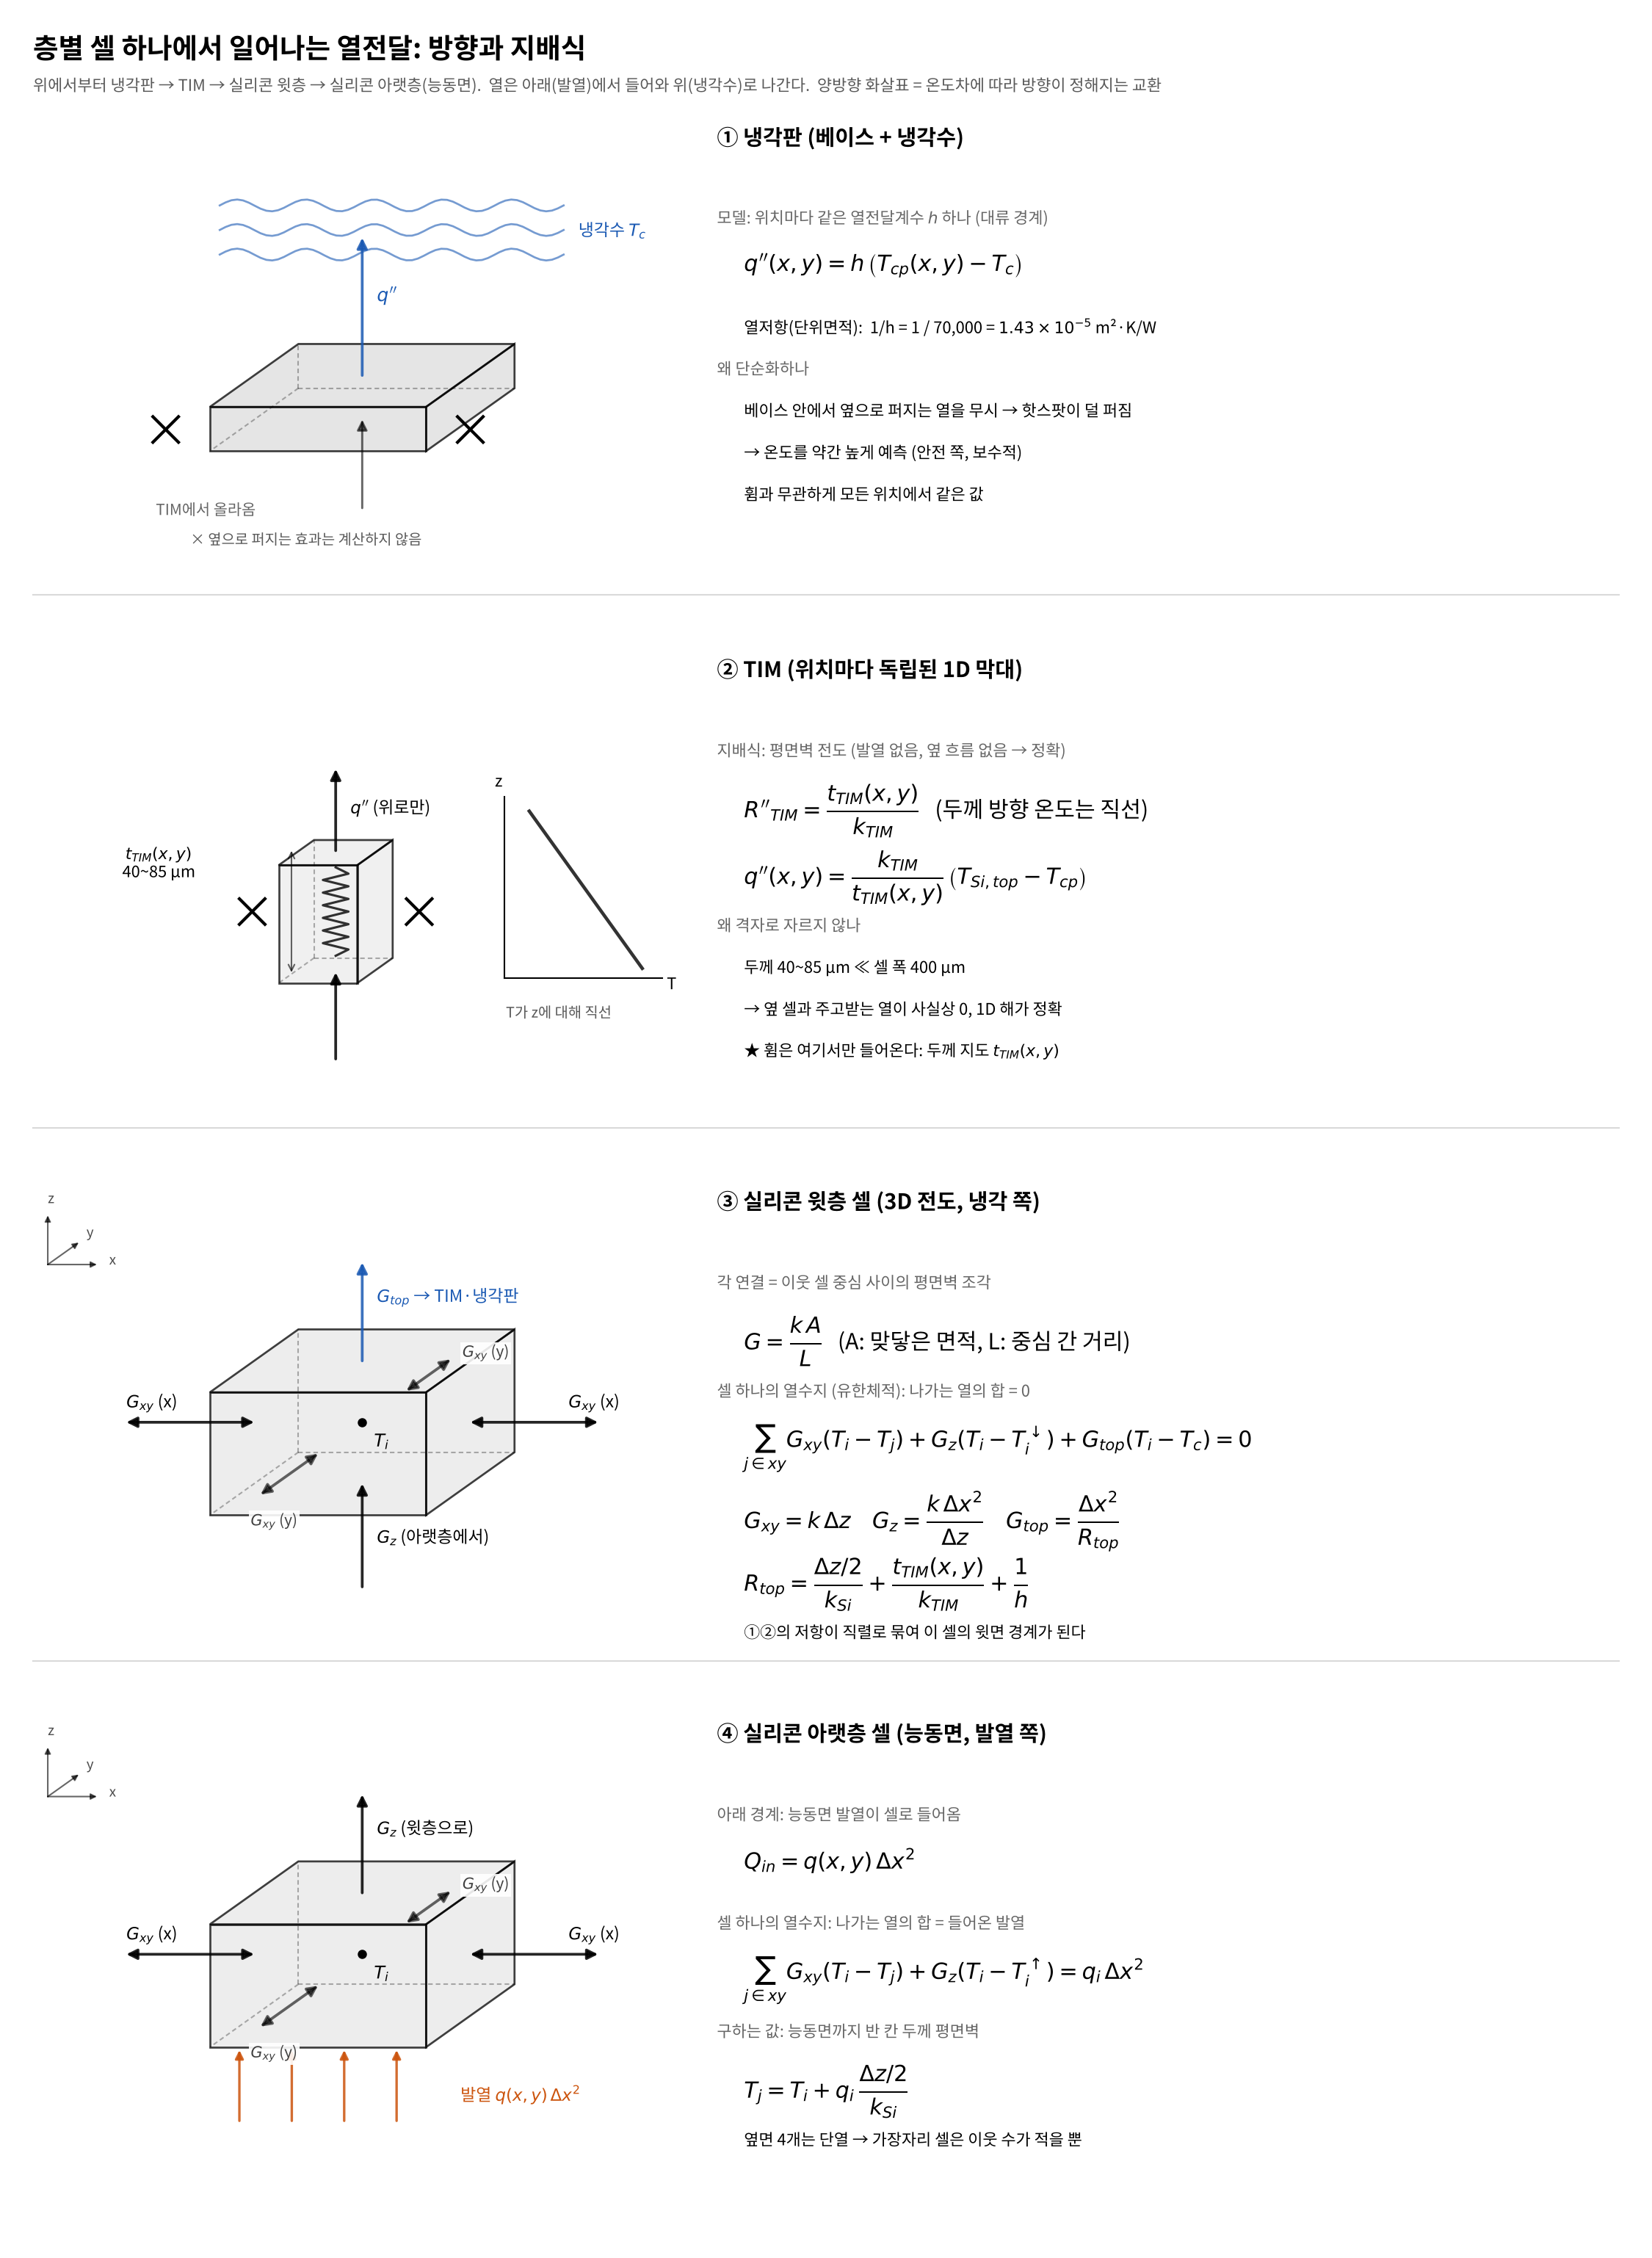 층별 셀 하나에서 일어나는 열전달: 방향과 지배식
위에서부터 냉각판 → TIM → 실리콘 윗층 → 실리콘 아랫층(능동면). 열은 아래(발열)에서 들어와 위(냉각수)로 나간다. 양방향 화살표 = 온도차에 따라 방향이 정해지는 교환
① 냉각판 (베이스 + 냉각수)
냉각수 T_c
q″
TIM에서 올라옴
× 옆으로 퍼지는 효과는 계산하지 않음
모델: 위치마다 같은 열전달계수 h 하나 (대류 경계)
q″(x, y) = h (T_cp(x, y) − T_c)
열저항(단위면적): 1/h = 1 / 70,000 = 1.43 × 10⁻⁵ m²·K/W
왜 단순화하나
베이스 안에서 옆으로 퍼지는 열을 무시 → 핫스팟이 덜 퍼짐
→ 온도를 약간 높게 예측 (안전 쪽, 보수적)
휨과 무관하게 모든 위치에서 같은 값
② TIM (위치마다 독립된 1D 막대)
q″ (위로만)
t_TIM(x, y)
40~85 µm
z
T
T가 z에 대해 직선
지배식: 평면벽 전도 (발열 없음, 옆 흐름 없음 → 정확)
R″_TIM = t_TIM(x, y) / k_TIM (두께 방향 온도는 직선)
q″(x, y) = k_TIM / t_TIM(x, y) (T_Si,top − T_cp)
왜 격자로 자르지 않나
두께 40~85 µm ≪ 셀 폭 400 µm
→ 옆 셀과 주고받는 열이 사실상 0, 1D 해가 정확
★ 휨은 여기서만 들어온다: 두께 지도 t_TIM(x, y)
③ 실리콘 윗층 셀 (3D 전도, 냉각 쪽)
z
y
x
G_top → TIM·냉각판
G_xy (y)
G_xy (x)
G_xy (x)
T_i
G_xy (y)
G_z (아랫층에서)
각 연결 = 이웃 셀 중심 사이의 평면벽 조각
G = k A / L (A: 맞닿은 면적, L: 중심 간 거리)
셀 하나의 열수지 (유한체적): 나가는 열의 합 = 0
∑_{j ∈ xy} G_xy(T_i − T_j) + G_z(T_i − T_i^↓) + G_top(T_i − T_c) = 0
G_xy = k Δz G_z = k Δx² / Δz G_top = Δx² / R_top
R_top = Δz/2 / k_Si + t_TIM(x, y) / k_TIM + 1 / h
①②의 저항이 직렬로 묶여 이 셀의 윗면 경계가 된다
④ 실리콘 아랫층 셀 (능동면, 발열 쪽)
z
y
x
G_z (윗층으로)
G_xy (y)
G_xy (x)
G_xy (x)
T_i
G_xy (y)
발열 q(x, y) Δx²
아래 경계: 능동면 발열이 셀로 들어옴
Q_in = q(x, y) Δx²
셀 하나의 열수지: 나가는 열의 합 = 들어온 발열
∑_{j ∈ xy} G_xy(T_i − T_j) + G_z(T_i − T_i^↑) = q_i Δx²
구하는 값: 능동면까지 반 칸 두께 평면벽
T_j = T_i + q_i Δz/2 / k_Si
옆면 4개는 단열 → 가장자리 셀은 이웃 수가 적을 뿐